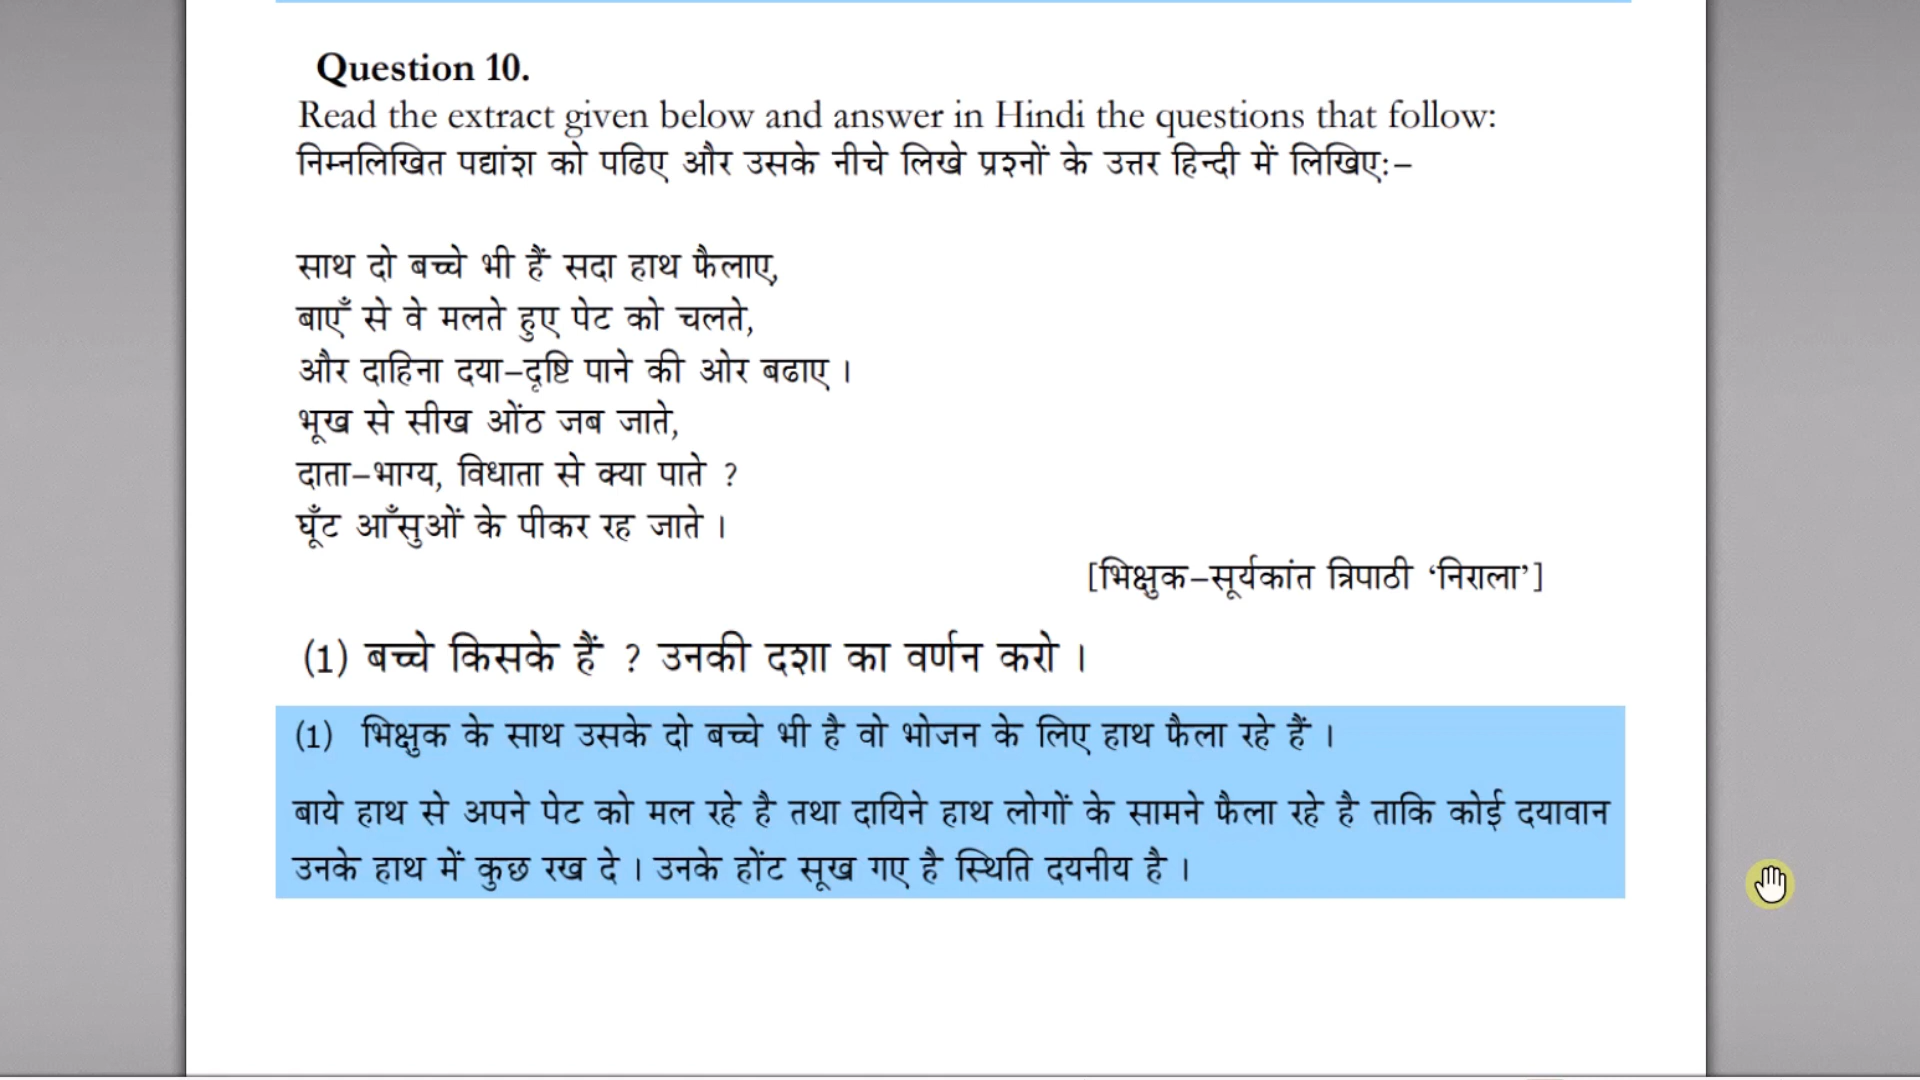 Question 10.
Read the extract given below and answer in Hindi the questions that follow:
निम्नलिखित पद्यांश को पढिए और उसके नीचे लिखे प्रश्नों के उत्तर हिन्दी में लिखिए:–
साथ दो बच्चे भी हैं सदा हाथ फैलाए,
बाएँ से वे मलते हुए पेट को चलते,
और दाहिना दया–दृष्टि पाने की ओर बढाए ।
भूख से सीख ओंठ जब जाते,
दाता–भाग्य, विधाता से क्या पाते ?
घूँट आँसुओं के पीकर रह जाते ।
[भिक्षुक–सूर्यकांत त्रिपाठी ‘निराला’]
(1) बच्चे किसके हैं ? उनकी दशा का वर्णन करो ।
(1) भिक्षुक के साथ उसके दो बच्चे भी है वो भोजन के लिए हाथ फैला रहे हैं ।
बाये हाथ से अपने पेट को मल रहे है तथा दायिने हाथ लोगों के सामने फैला रहे है ताकि कोई दयावान
उनके हाथ में कुछ रख दे । उनके होंट सूख गए है स्थिति दयनीय है ।